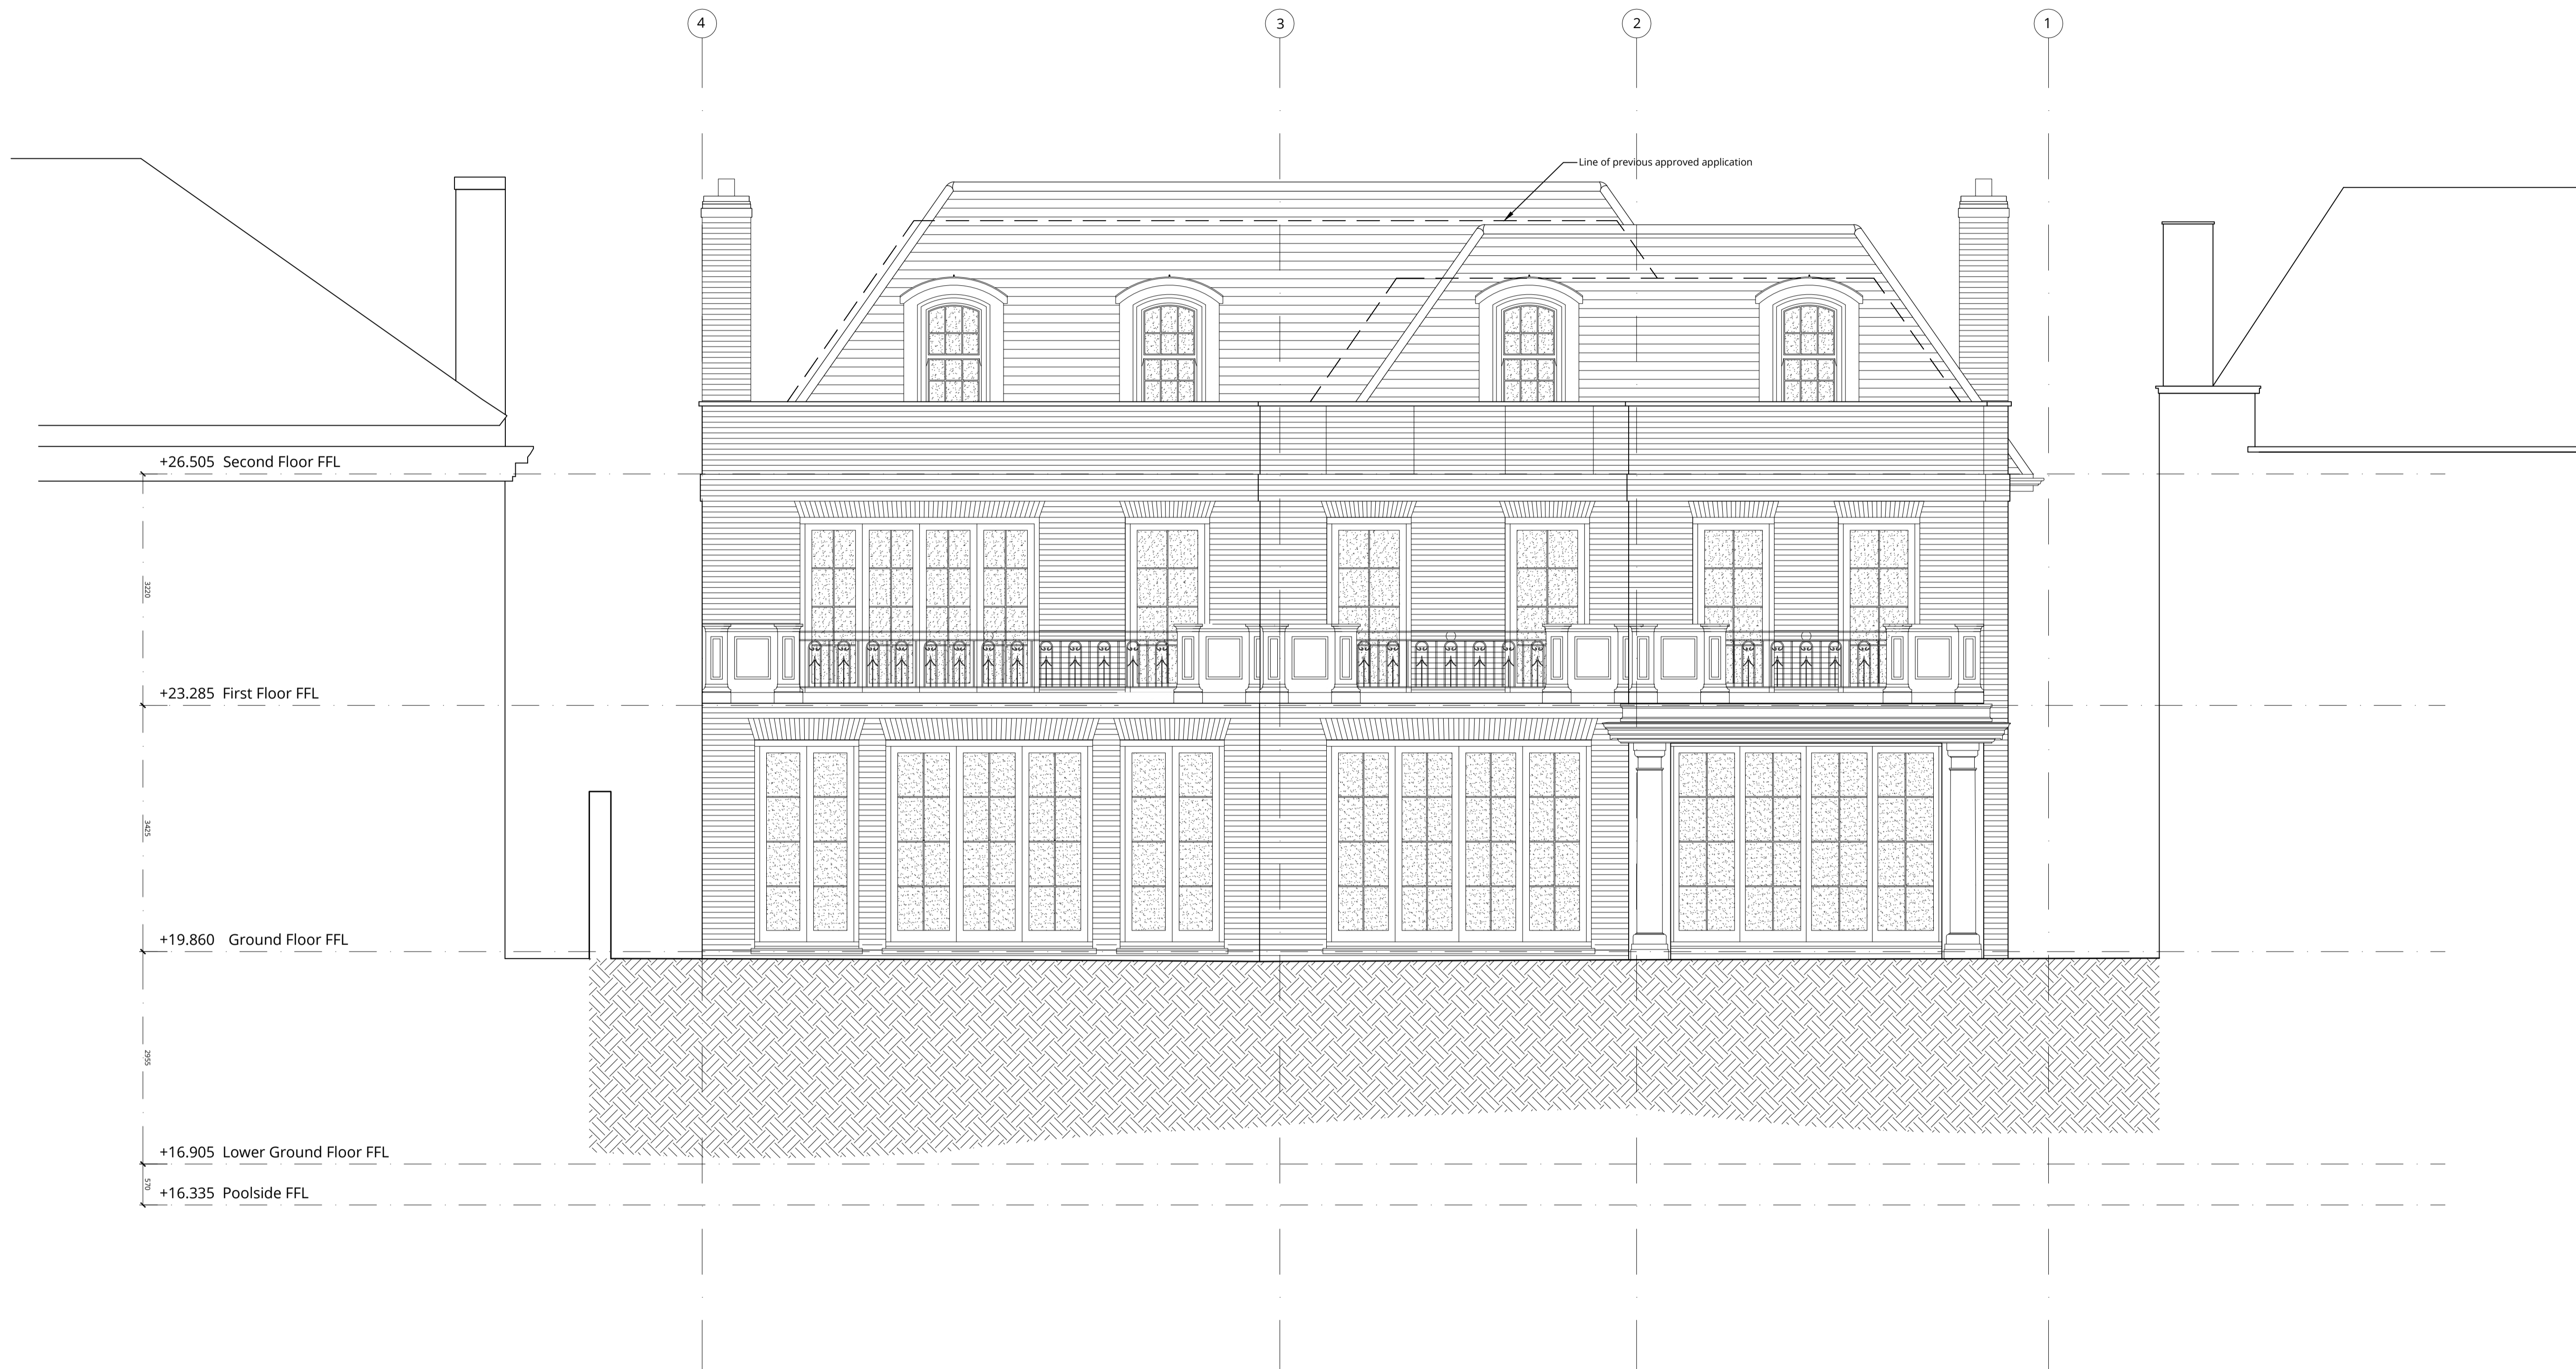 4
3
2
1
Line of previous approved application
+26.505 Second Floor FFL
3220
+23.285 First Floor FFL
3425
+19.860 Ground Floor FFL
2955
+16.905 Lower Ground Floor FFL
570
+16.335 Poolside FFL